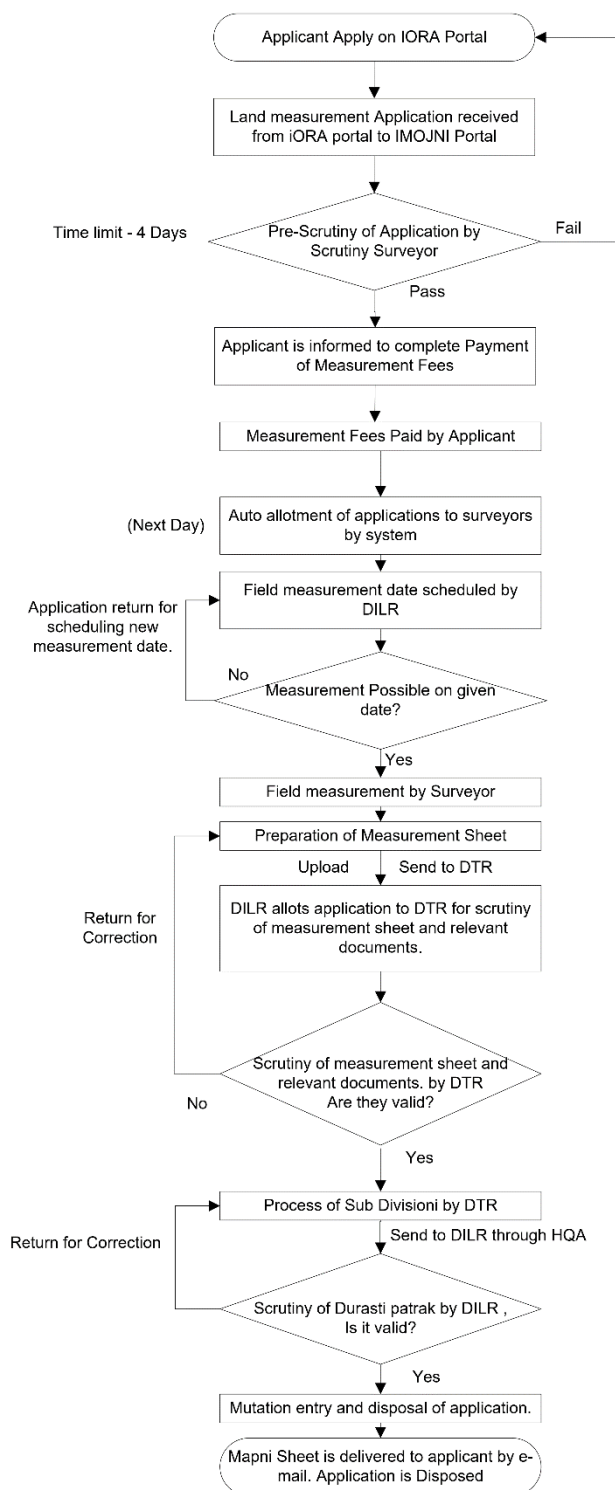 Applicant Apply on IORA Portal
Land measurement Application received
from iORA portal to IMOJNI Portal
Time limit - 4 Days
Pre-Scrutiny of Application by
Scrutiny Surveyor
Fail
Pass
Applicant is informed to complete Payment
of Measurement Fees
Measurement Fees Paid by Applicant
(Next Day)
Auto allotment of applications to surveyors
by system
Field measurement date scheduled by
DILR
Application return for
scheduling new
measurement date.
No
Measurement Possible on given
date?
Yes
Field measurement by Surveyor
Preparation of Measurement Sheet
Upload
Send to DTR
Return for
Correction
DILR allots application to DTR for scrutiny
of measurement sheet and relevant
documents.
Scrutiny of measurement sheet and
relevant documents. by DTR
Are they valid?
No
Yes
Process of Sub Divisioni by DTR
Send to DILR through HQA
Return for Correction
Scrutiny of Durasti patrak by DILR ,
Is it valid?
Yes
Mutation entry and disposal of application.
Mapni Sheet is delivered to applicant by e-
mail. Application is Disposed